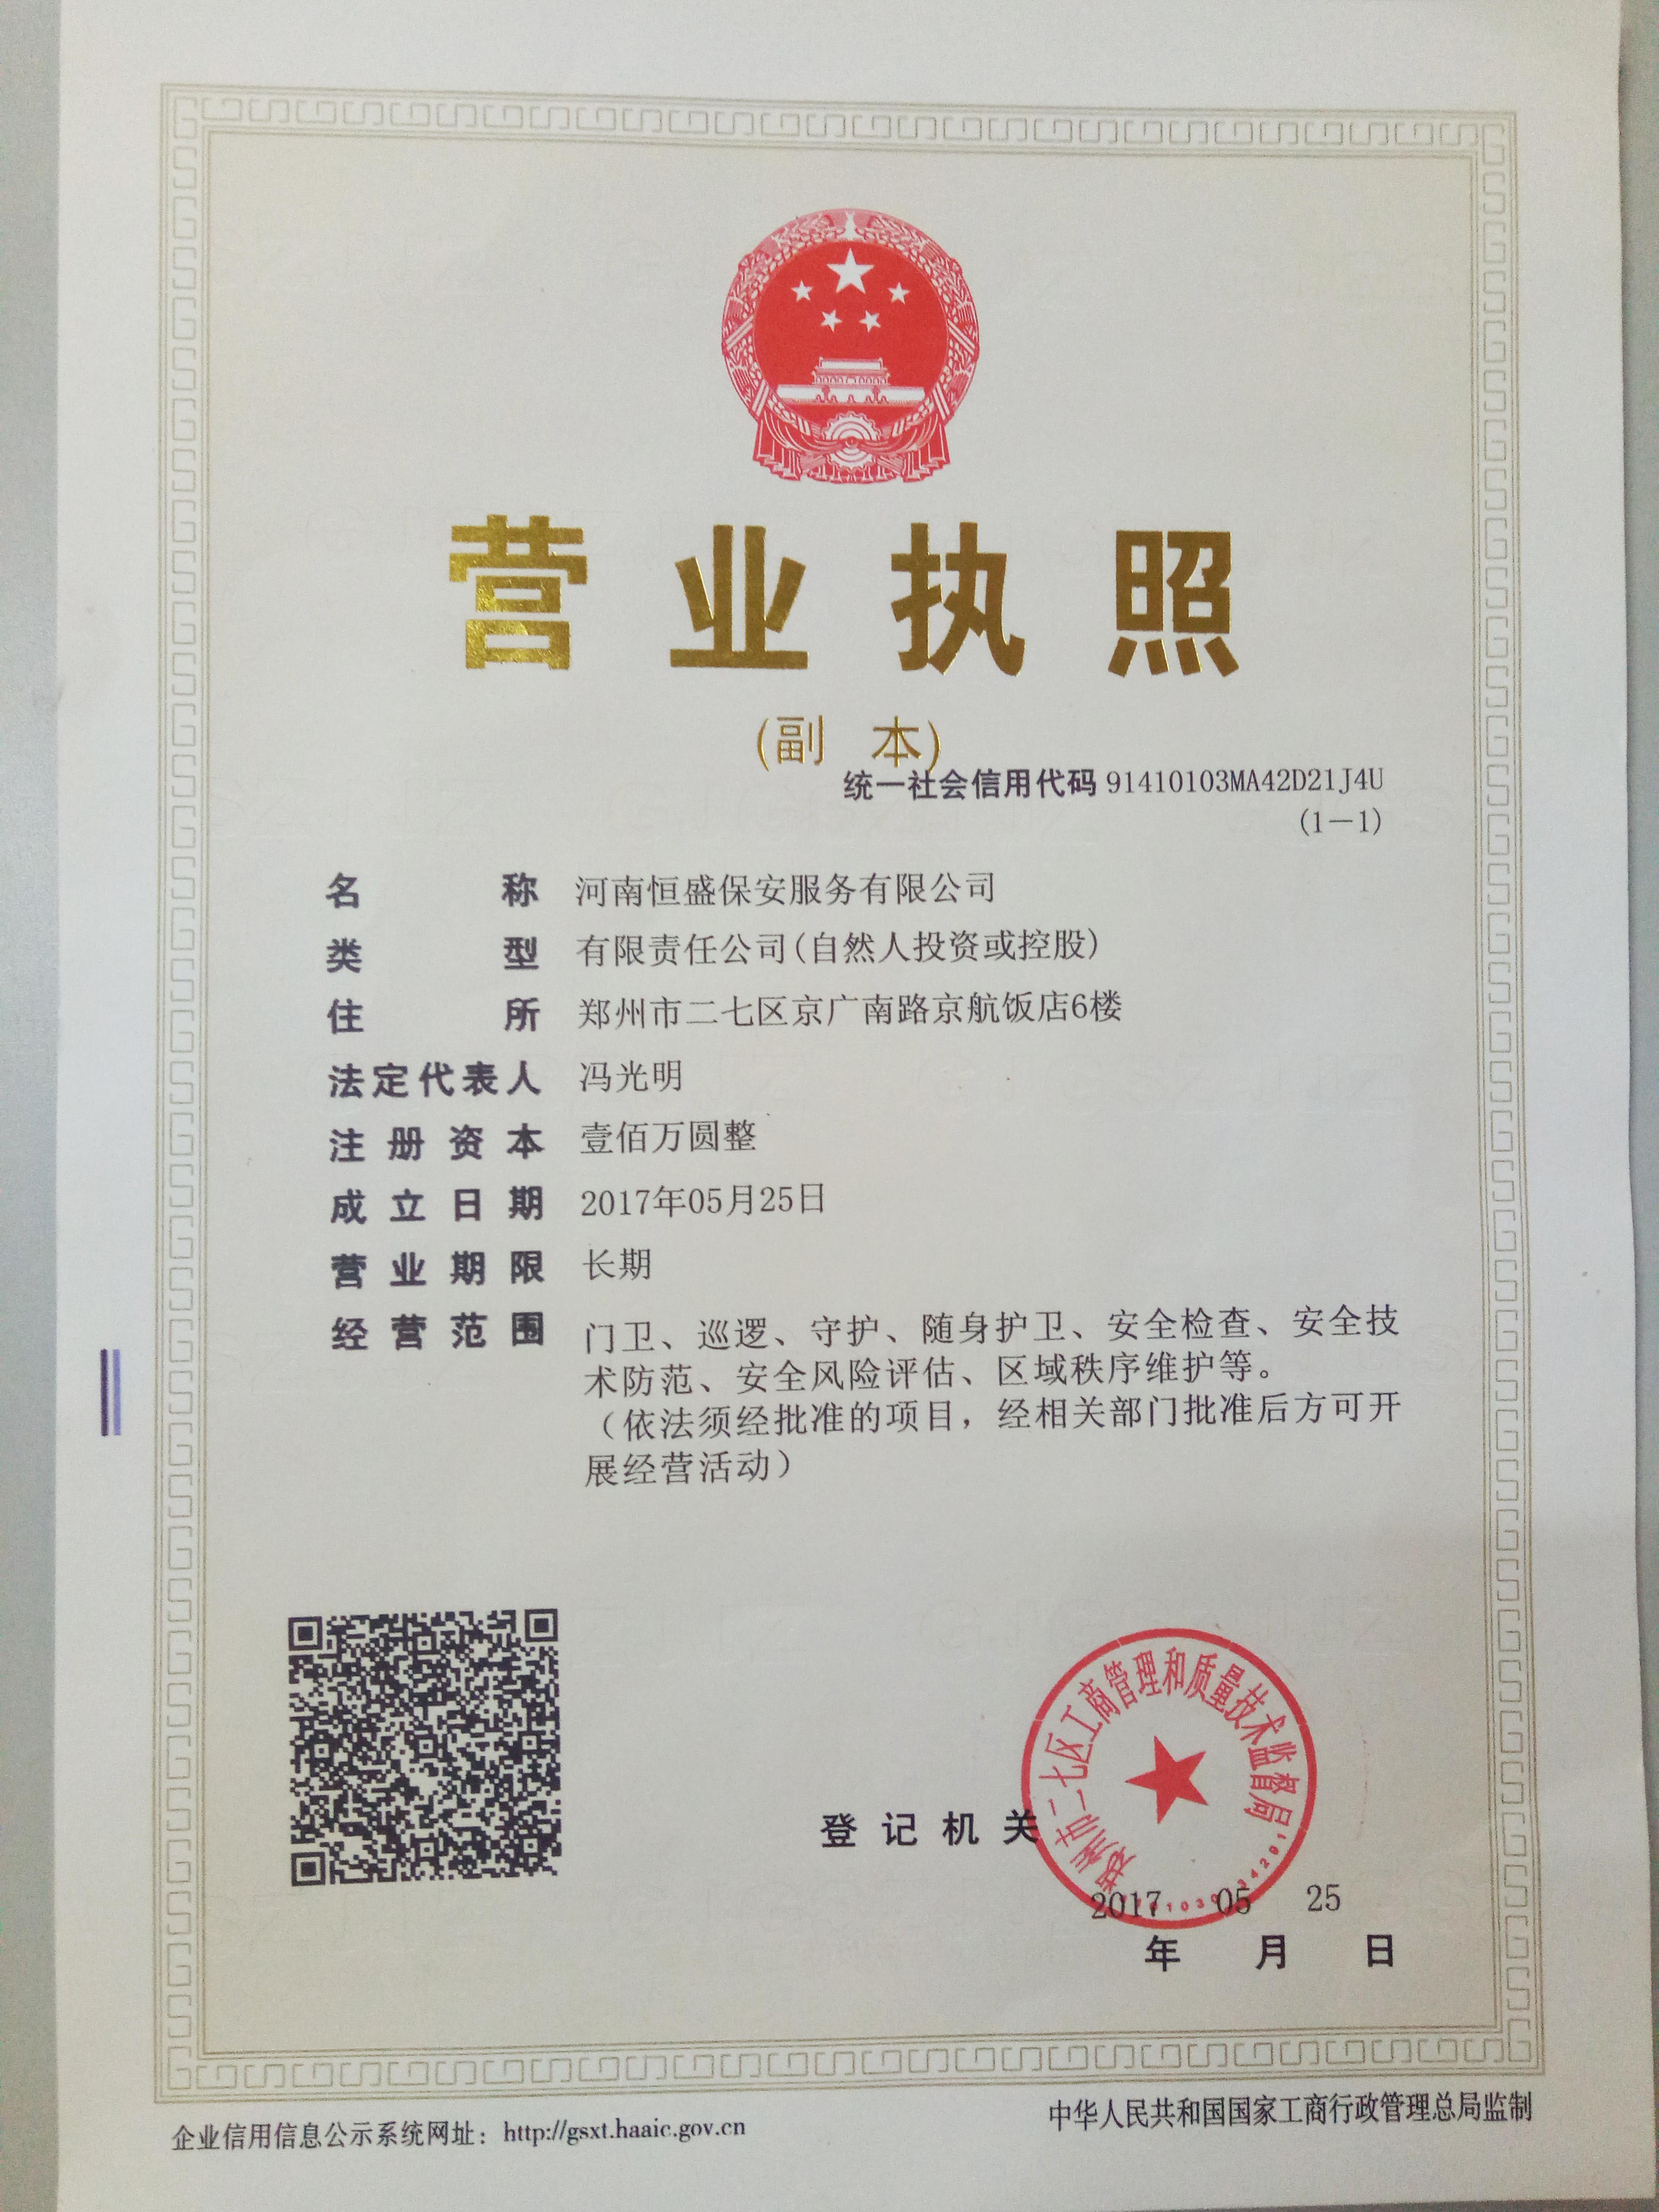 营业执照
(副 本)
统一社会信用代码 91410103MA42D21J4U
(1-1)
名 称 河南恒盛保安服务有限公司
类 型 有限责任公司(自然人投资或控股)
住 所 郑州市二七区京广南路京航饭店6楼
法定代表人 冯光明
注册资本 壹佰万圆整
成立日期 2017年05月25日
营业期限 长期
经营范围 门卫、巡逻、守护、随身护卫、安全检查、安全技
术防范、安全风险评估、区域秩序维护等。
（依法须经批准的项目，经相关部门批准后方可开
展经营活动）
郑州市二七区工商管理和质量技术监督局
登记机关
2017 05 25
年 月 日
企业信用信息公示系统网址：http://gsxt.haaic.gov.cn
中华人民共和国国家工商行政管理总局监制